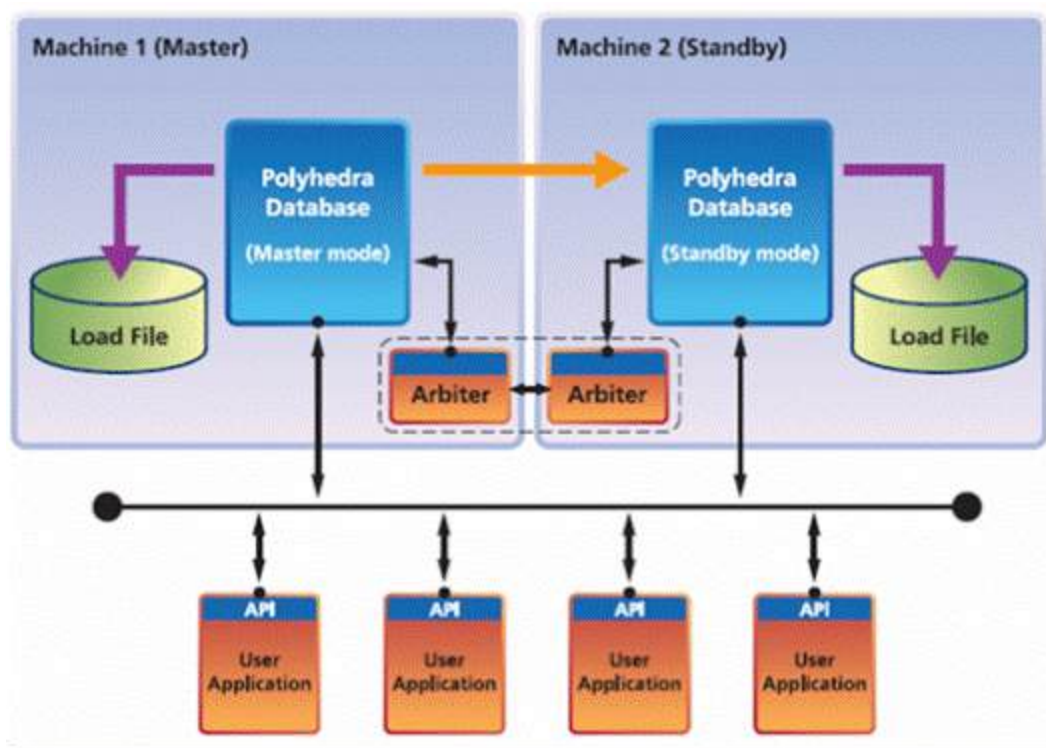 Machine 1 (Master)
Machine 2 (Standby)
Polyhedra
Database
(Master mode)
Polyhedra
Database
(Standby mode)
Load File
Load File
Arbiter
Arbiter
API
User
Application
API
User
Application
API
User
Application
API
User
Application